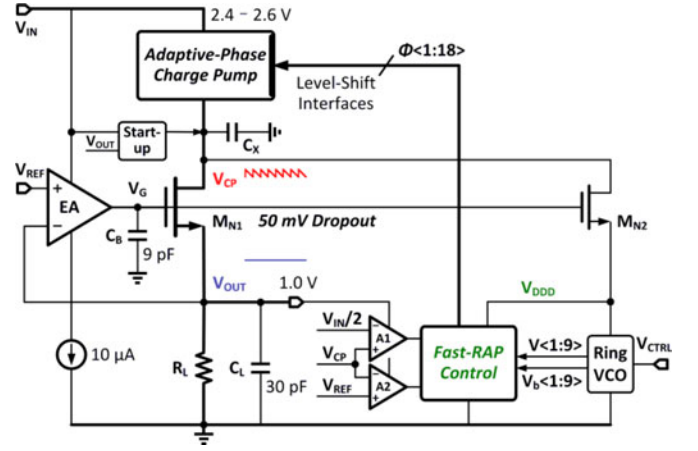 V_IN
2.4 – 2.6 V
Adaptive-Phase
Charge Pump
Φ<1:18>
Level-Shift
Interfaces
V_OUT
Start-
up
C_X
V_REF
+
EA
−
V_G
V_CP
M_N1
50 mV Dropout
M_N2
C_B
9 pF
V_OUT
1.0 V
V_DDD
10 μA
R_L
C_L
30 pF
V_IN/2
V_CP
V_REF
−
A1
+
−
A2
+
Fast-RAP
Control
V<1:9>
V_b<1:9>
Ring
VCO
V_CTRL